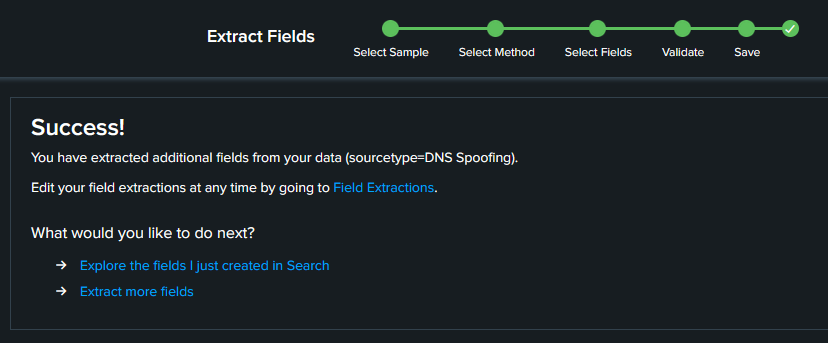 Extract Fields
Select Sample
Select Method
Select Fields
Validate
Save
Success!
You have extracted additional fields from your data (sourcetype=DNS Spoofing).
Edit your field extractions at any time by going to Field Extractions.
What would you like to do next?
→ Explore the fields I just created in Search
→ Extract more fields